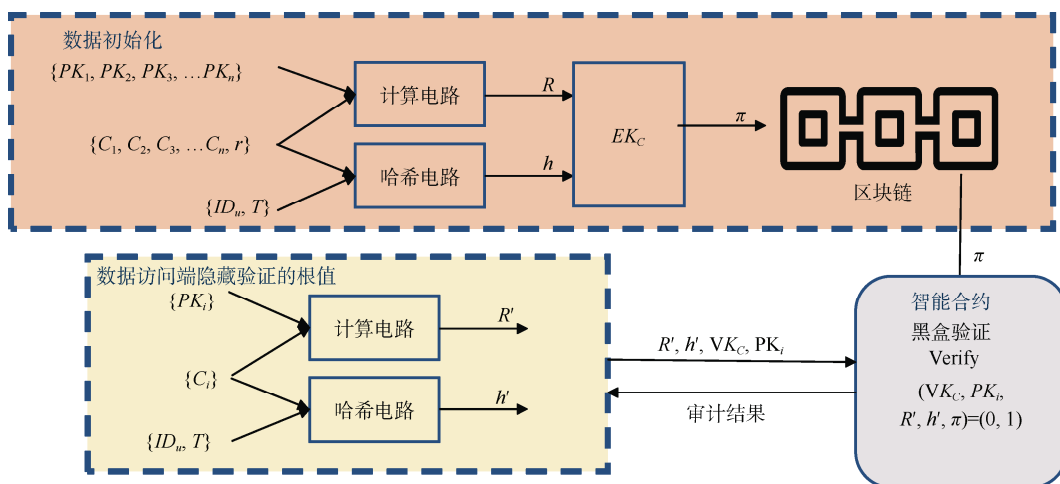 数据初始化
{PK₁, PK₂, PK₃, …PKₙ}
{C₁, C₂, C₃, …Cₙ, r}
{IDᵤ, T}
计算电路
哈希电路
R
h
EK_C
π
区块链
π
数据访问端隐藏验证的根值
{PKᵢ}
{Cᵢ}
{IDᵤ, T}
计算电路
哈希电路
R′
h′
R′, h′, VK_C, PKᵢ
审计结果
智能合约
黑盒验证
Verify
(VK_C, PKᵢ,
R′, h′, π)=(0, 1)